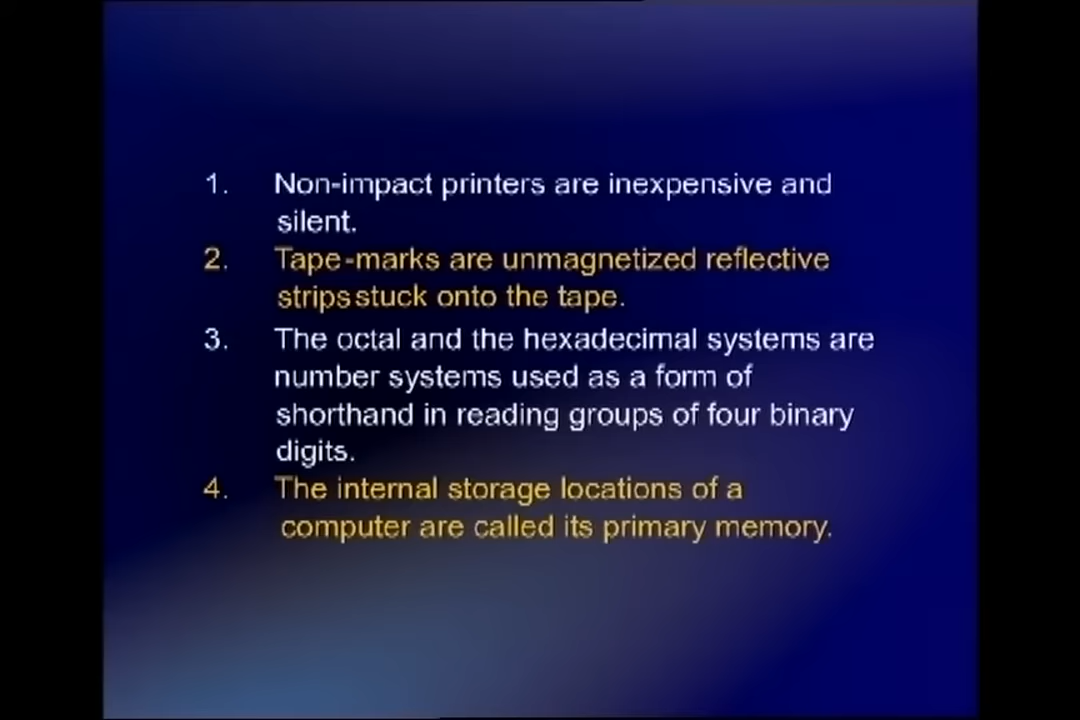 1. Non-impact printers are inexpensive and
silent.
2. Tape-marks are unmagnetized reflective
strips stuck onto the tape.
3. The octal and the hexadecimal systems are
number systems used as a form of
shorthand in reading groups of four binary
digits.
4. The internal storage locations of a
computer are called its primary memory.